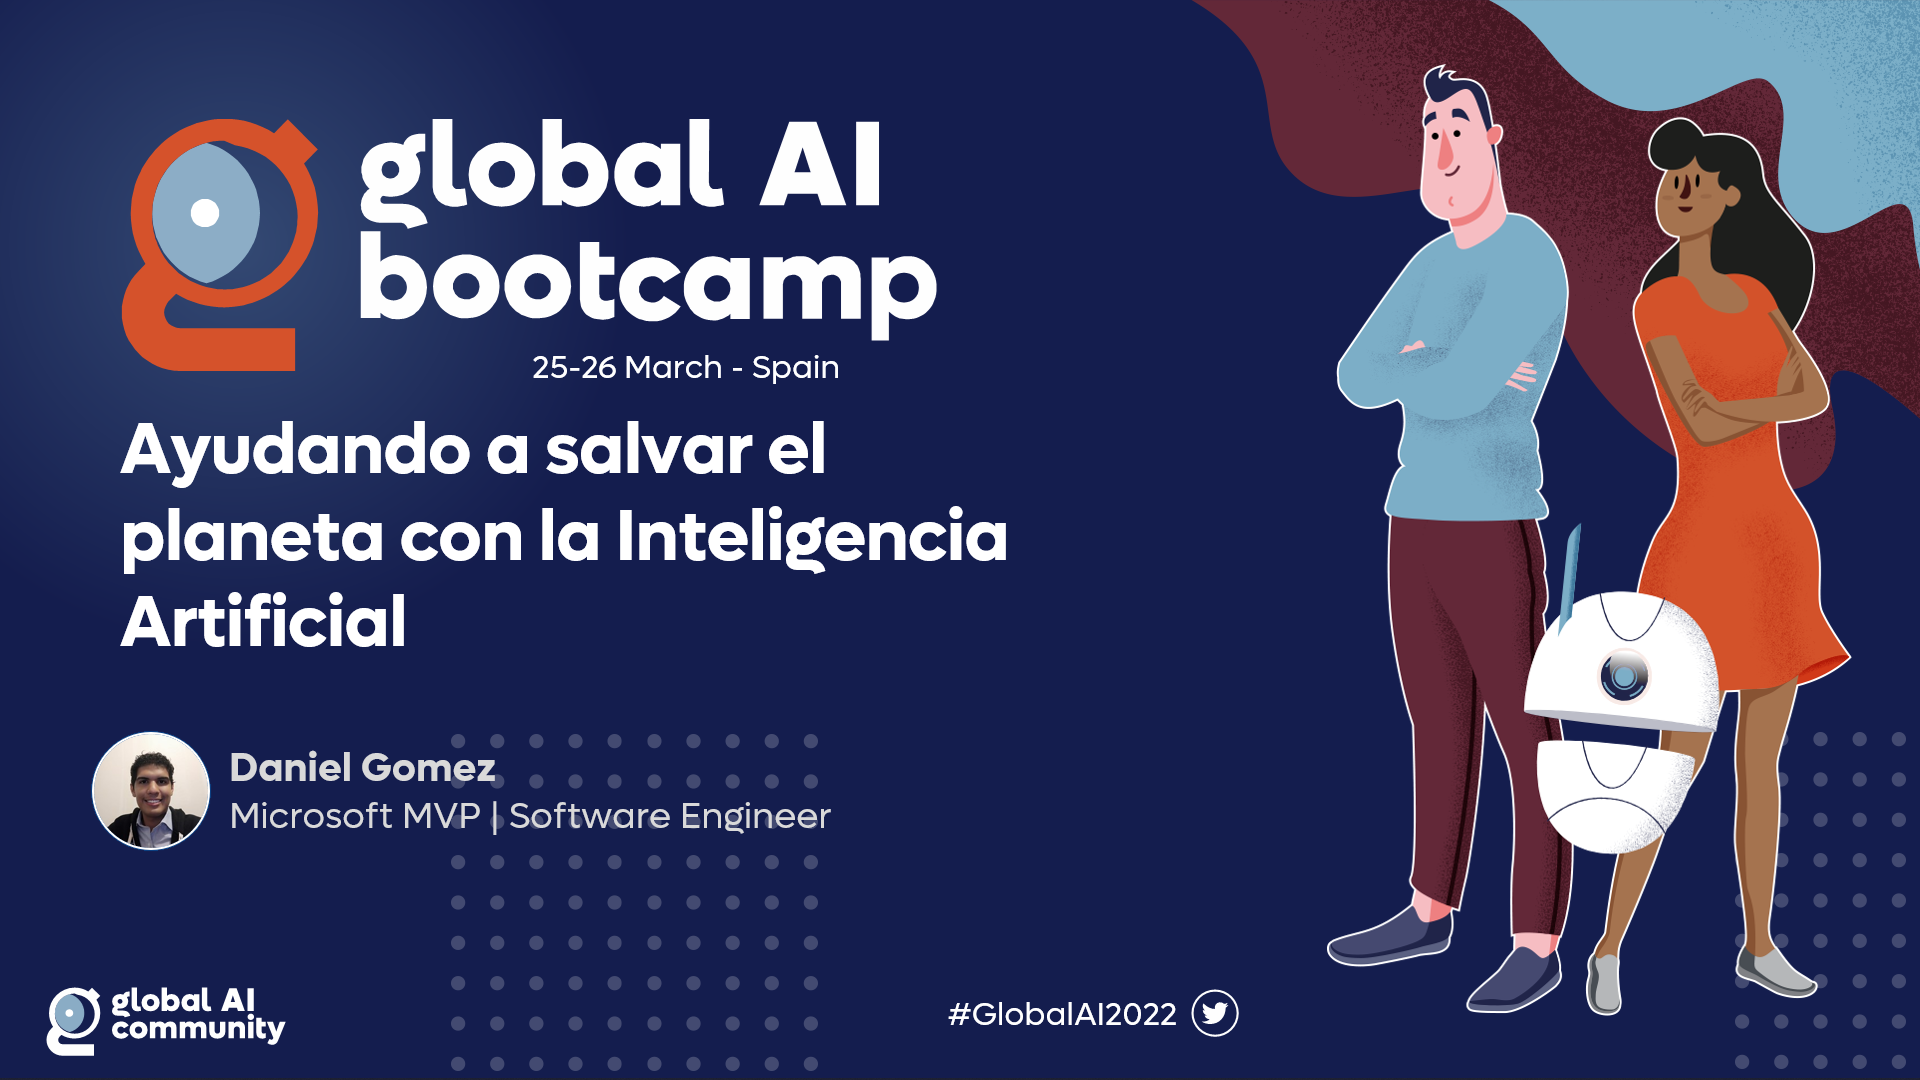 global AI
bootcamp
25-26 March - Spain
Ayudando a salvar el
planeta con la Inteligencia
Artificial
Daniel Gomez
Microsoft MVP | Software Engineer
global AI
community
#GlobalAI2022